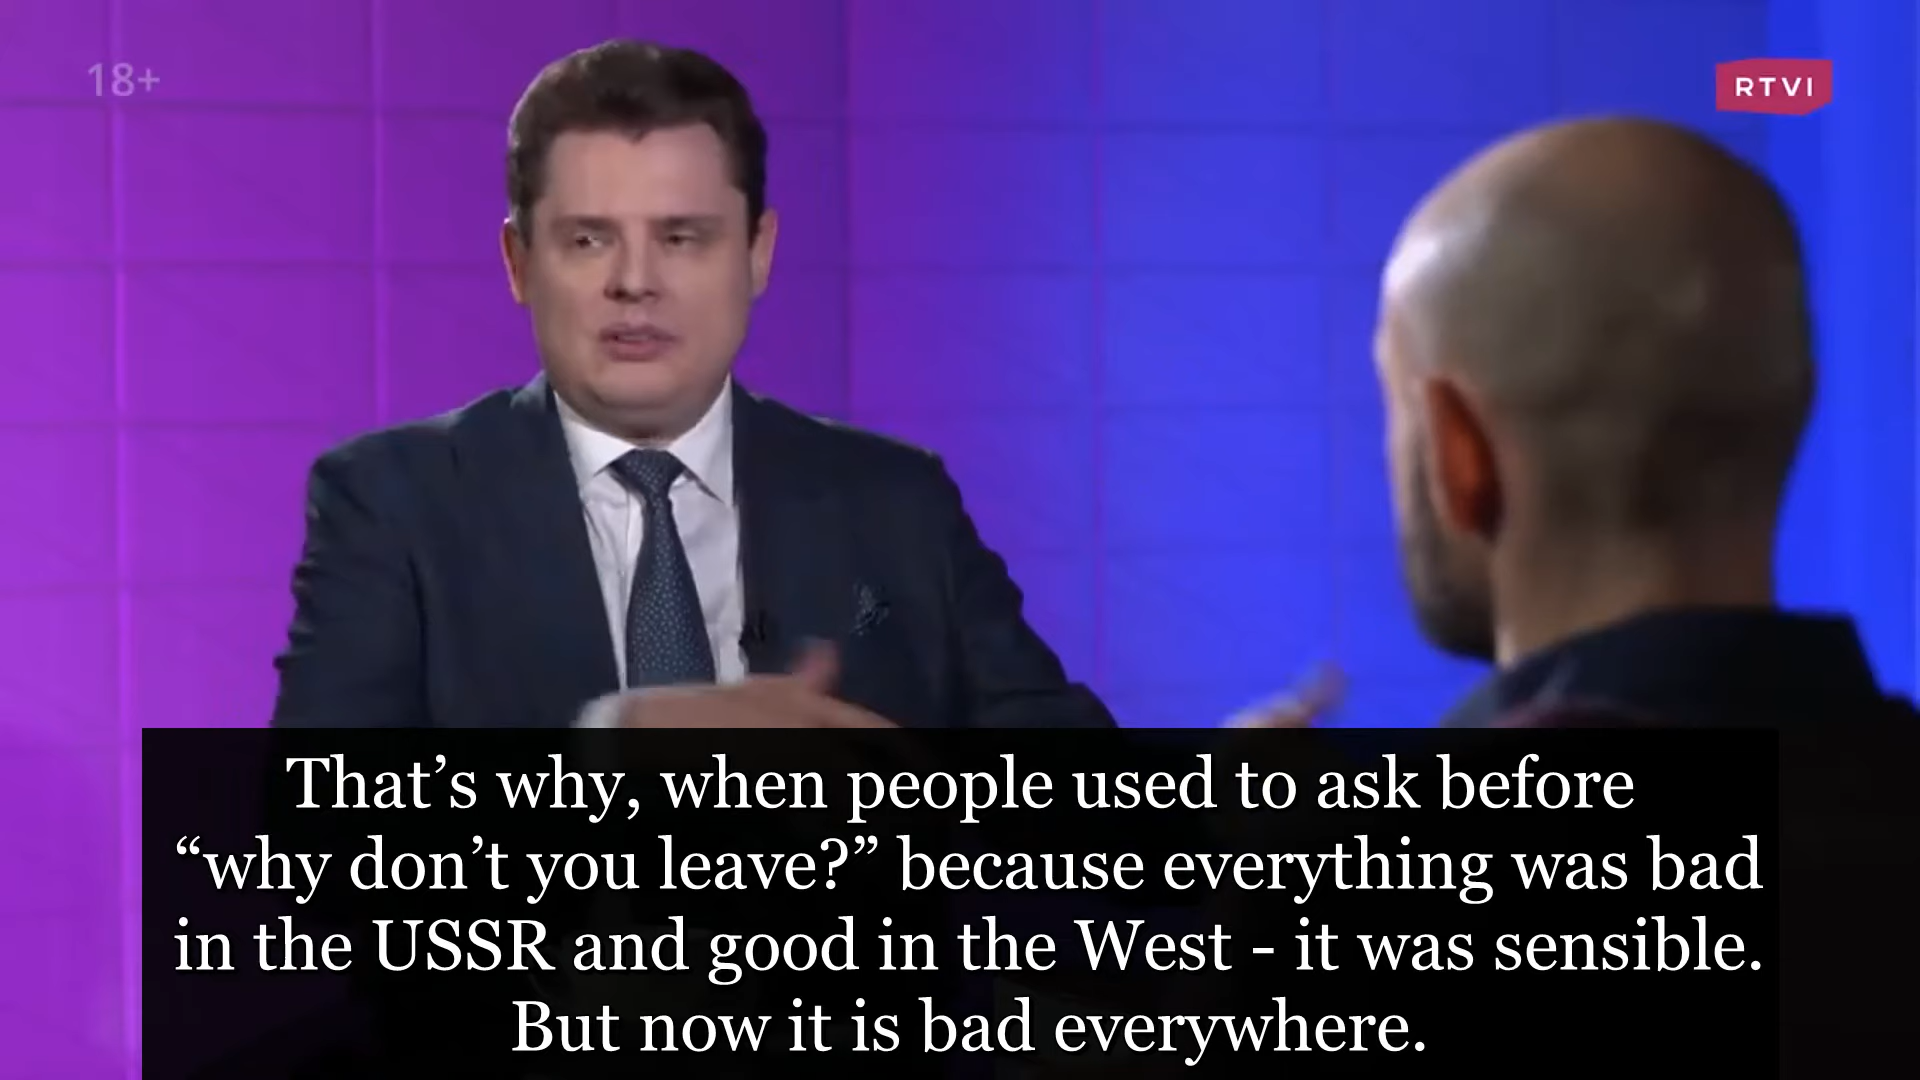 18+
RTVI
That’s why, when people used to ask before
“why don’t you leave?” because everything was bad
in the USSR and good in the West - it was sensible.
But now it is bad everywhere.